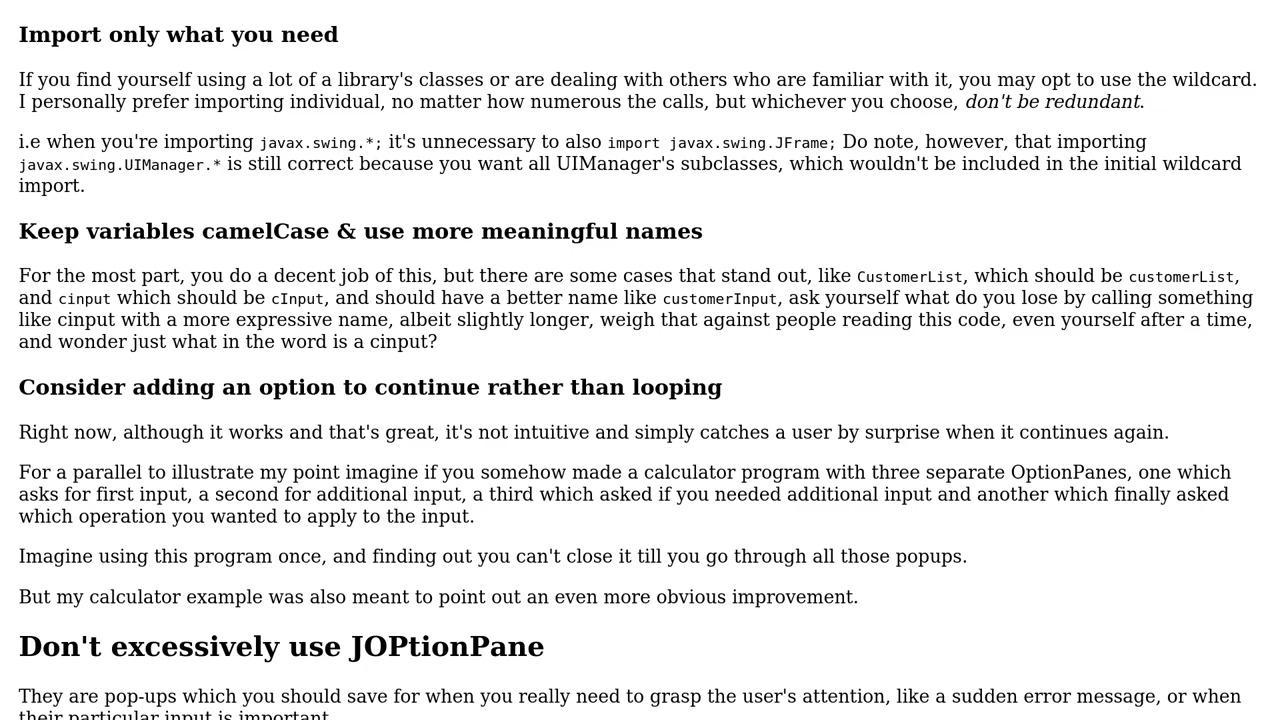 Import only what you need
If you find yourself using a lot of a library's classes or are dealing with others who are familiar with it, you may opt to use the wildcard.
I personally prefer importing individual, no matter how numerous the calls, but whichever you choose, don't be redundant.
i.e when you're importing javax.swing.*; it's unnecessary to also import javax.swing.JFrame; Do note, however, that importing
javax.swing.UIManager.* is still correct because you want all UIManager's subclasses, which wouldn't be included in the initial wildcard
import.
Keep variables camelCase & use more meaningful names
For the most part, you do a decent job of this, but there are some cases that stand out, like CustomerList, which should be customerList,
and cinput which should be cInput, and should have a better name like customerInput, ask yourself what do you lose by calling something
like cinput with a more expressive name, albeit slightly longer, weigh that against people reading this code, even yourself after a time,
and wonder just what in the word is a cinput?
Consider adding an option to continue rather than looping
Right now, although it works and that's great, it's not intuitive and simply catches a user by surprise when it continues again.
For a parallel to illustrate my point imagine if you somehow made a calculator program with three separate OptionPanes, one which
asks for first input, a second for additional input, a third which asked if you needed additional input and another which finally asked
which operation you wanted to apply to the input.
Imagine using this program once, and finding out you can't close it till you go through all those popups.
But my calculator example was also meant to point out an even more obvious improvement.
Don't excessively use JOPtionPane
They are pop-ups which you should save for when you really need to grasp the user's attention, like a sudden error message, or when
their particular input is important.